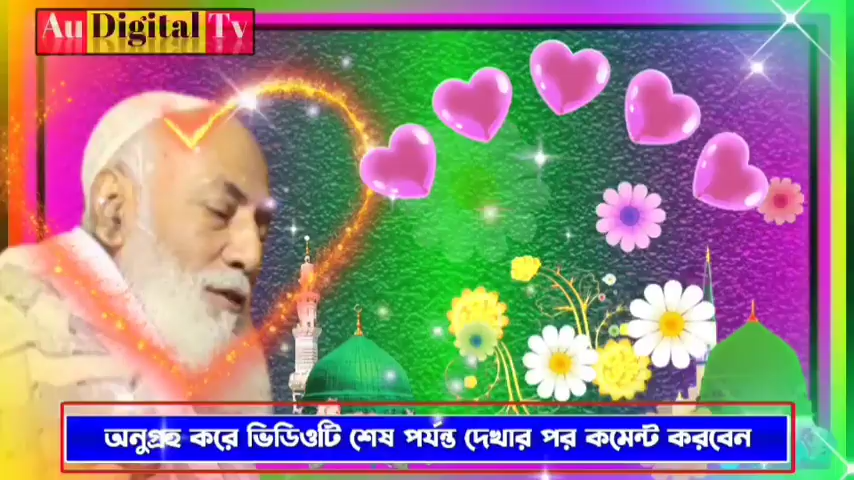 Au Digital Tv
অনুগ্রহ করে ভিডিওটি শেষ পর্যন্ত দেখার পর কমেন্ট করবেন